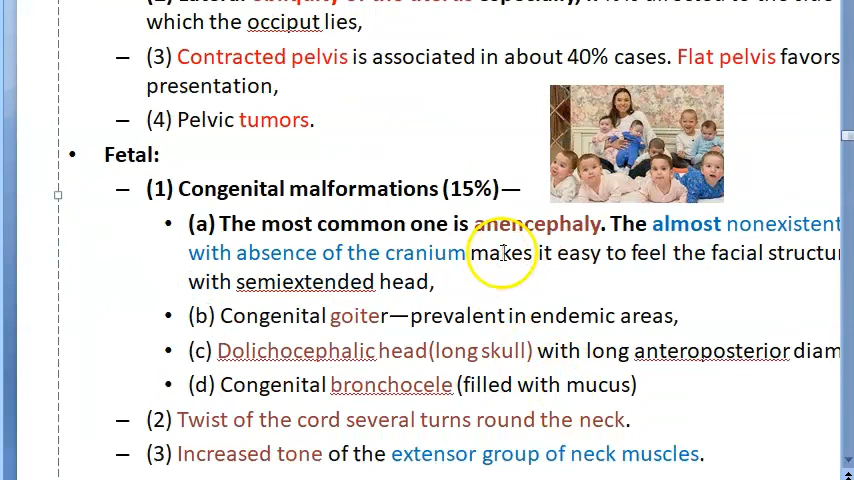 which the occiput lies,
– (3) Contracted pelvis is associated in about 40% cases. Flat pelvis favors
presentation,
– (4) Pelvic tumors.
• Fetal:
– (1) Congenital malformations (15%)—
• (a) The most common one is anencephaly. The almost nonexistent
with absence of the cranium makes it easy to feel the facial
with semiextended head,
• (b) Congenital goiter—prevalent in endemic areas,
• (c) Dolichocephalic head(long skull) with long anteroposterior
• (d) Congenital bronchocele (filled with mucus)
– (2) Twist of the cord several turns round the neck.
– (3) Increased tone of the extensor group of neck muscles.